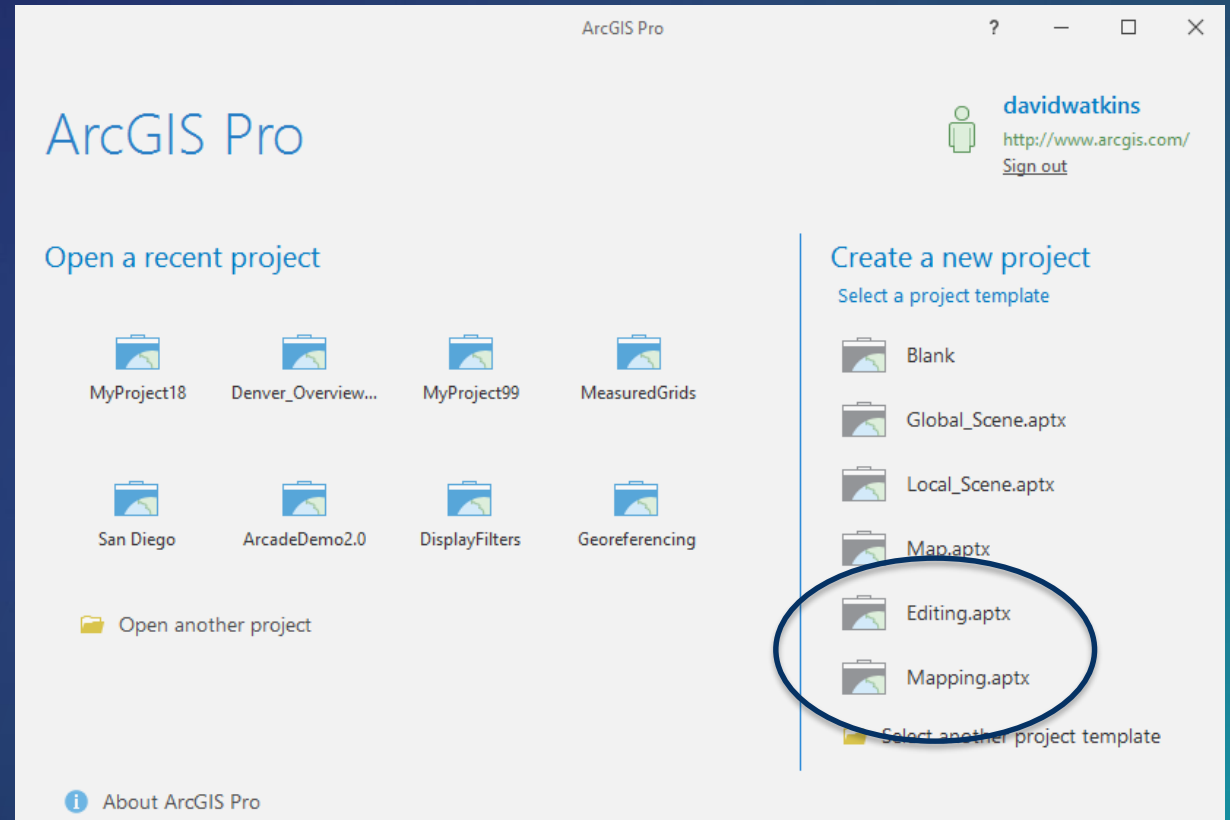 ArcGIS Pro
?
ArcGIS Pro
davidwatkins
http://www.arcgis.com/
Sign out
Open a recent project
MyProject18
Denver_Overview...
MyProject99
MeasuredGrids
San Diego
ArcadeDemo2.0
DisplayFilters
Georeferencing
Open another project
Create a new project
Select a project template
Blank
Global_Scene.aptx
Local_Scene.aptx
Map.aptx
Editing.aptx
Mapping.aptx
Select another project template
About ArcGIS Pro